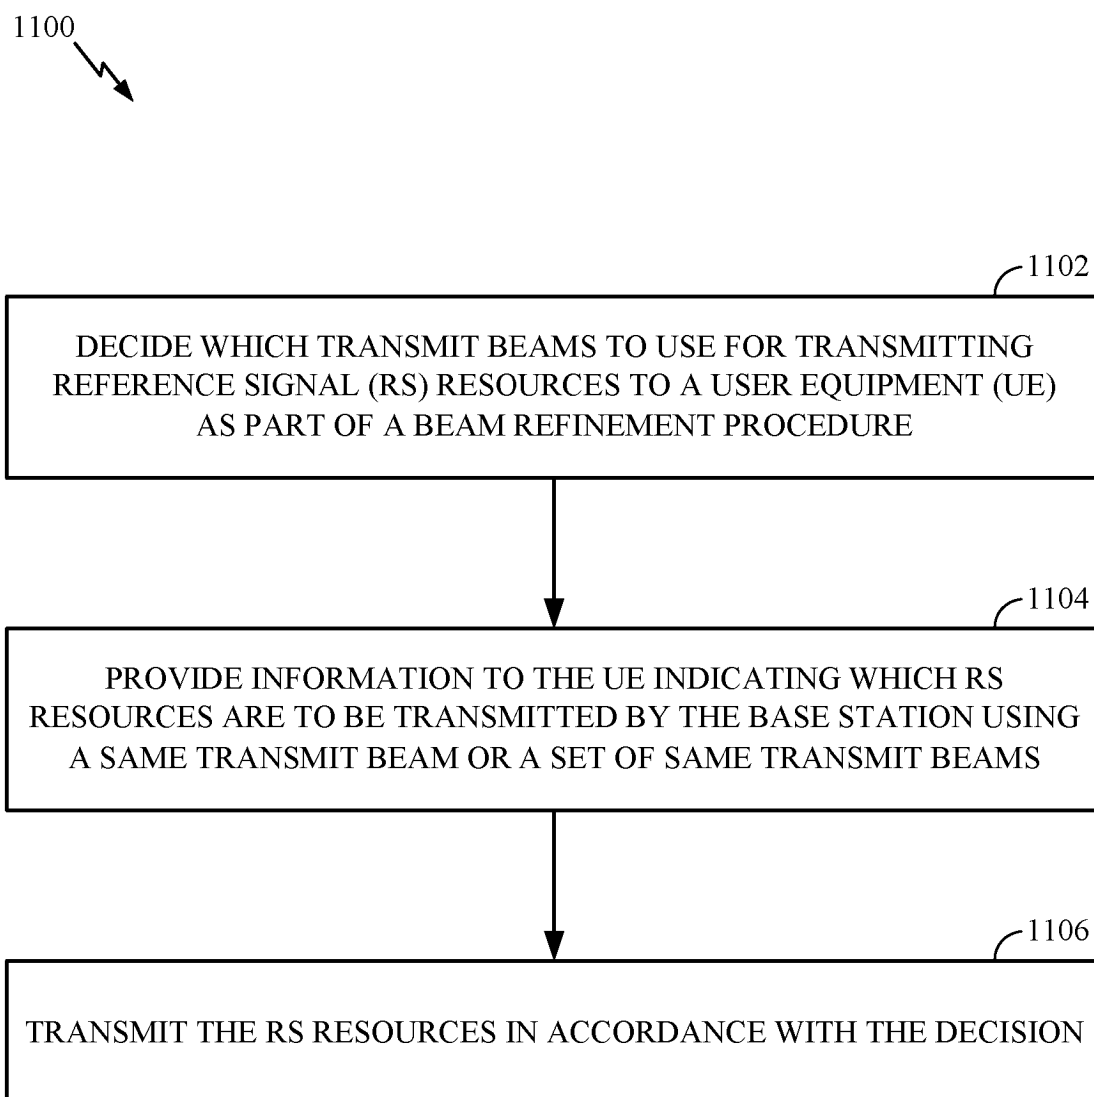 1100
1102
DECIDE WHICH TRANSMIT BEAMS TO USE FOR TRANSMITTING
REFERENCE SIGNAL (RS) RESOURCES TO A USER EQUIPMENT (UE)
AS PART OF A BEAM REFINEMENT PROCEDURE
1104
PROVIDE INFORMATION TO THE UE INDICATING WHICH RS
RESOURCES ARE TO BE TRANSMITTED BY THE BASE STATION USING
A SAME TRANSMIT BEAM OR A SET OF SAME TRANSMIT BEAMS
1106
TRANSMIT THE RS RESOURCES IN ACCORDANCE WITH THE DECISION